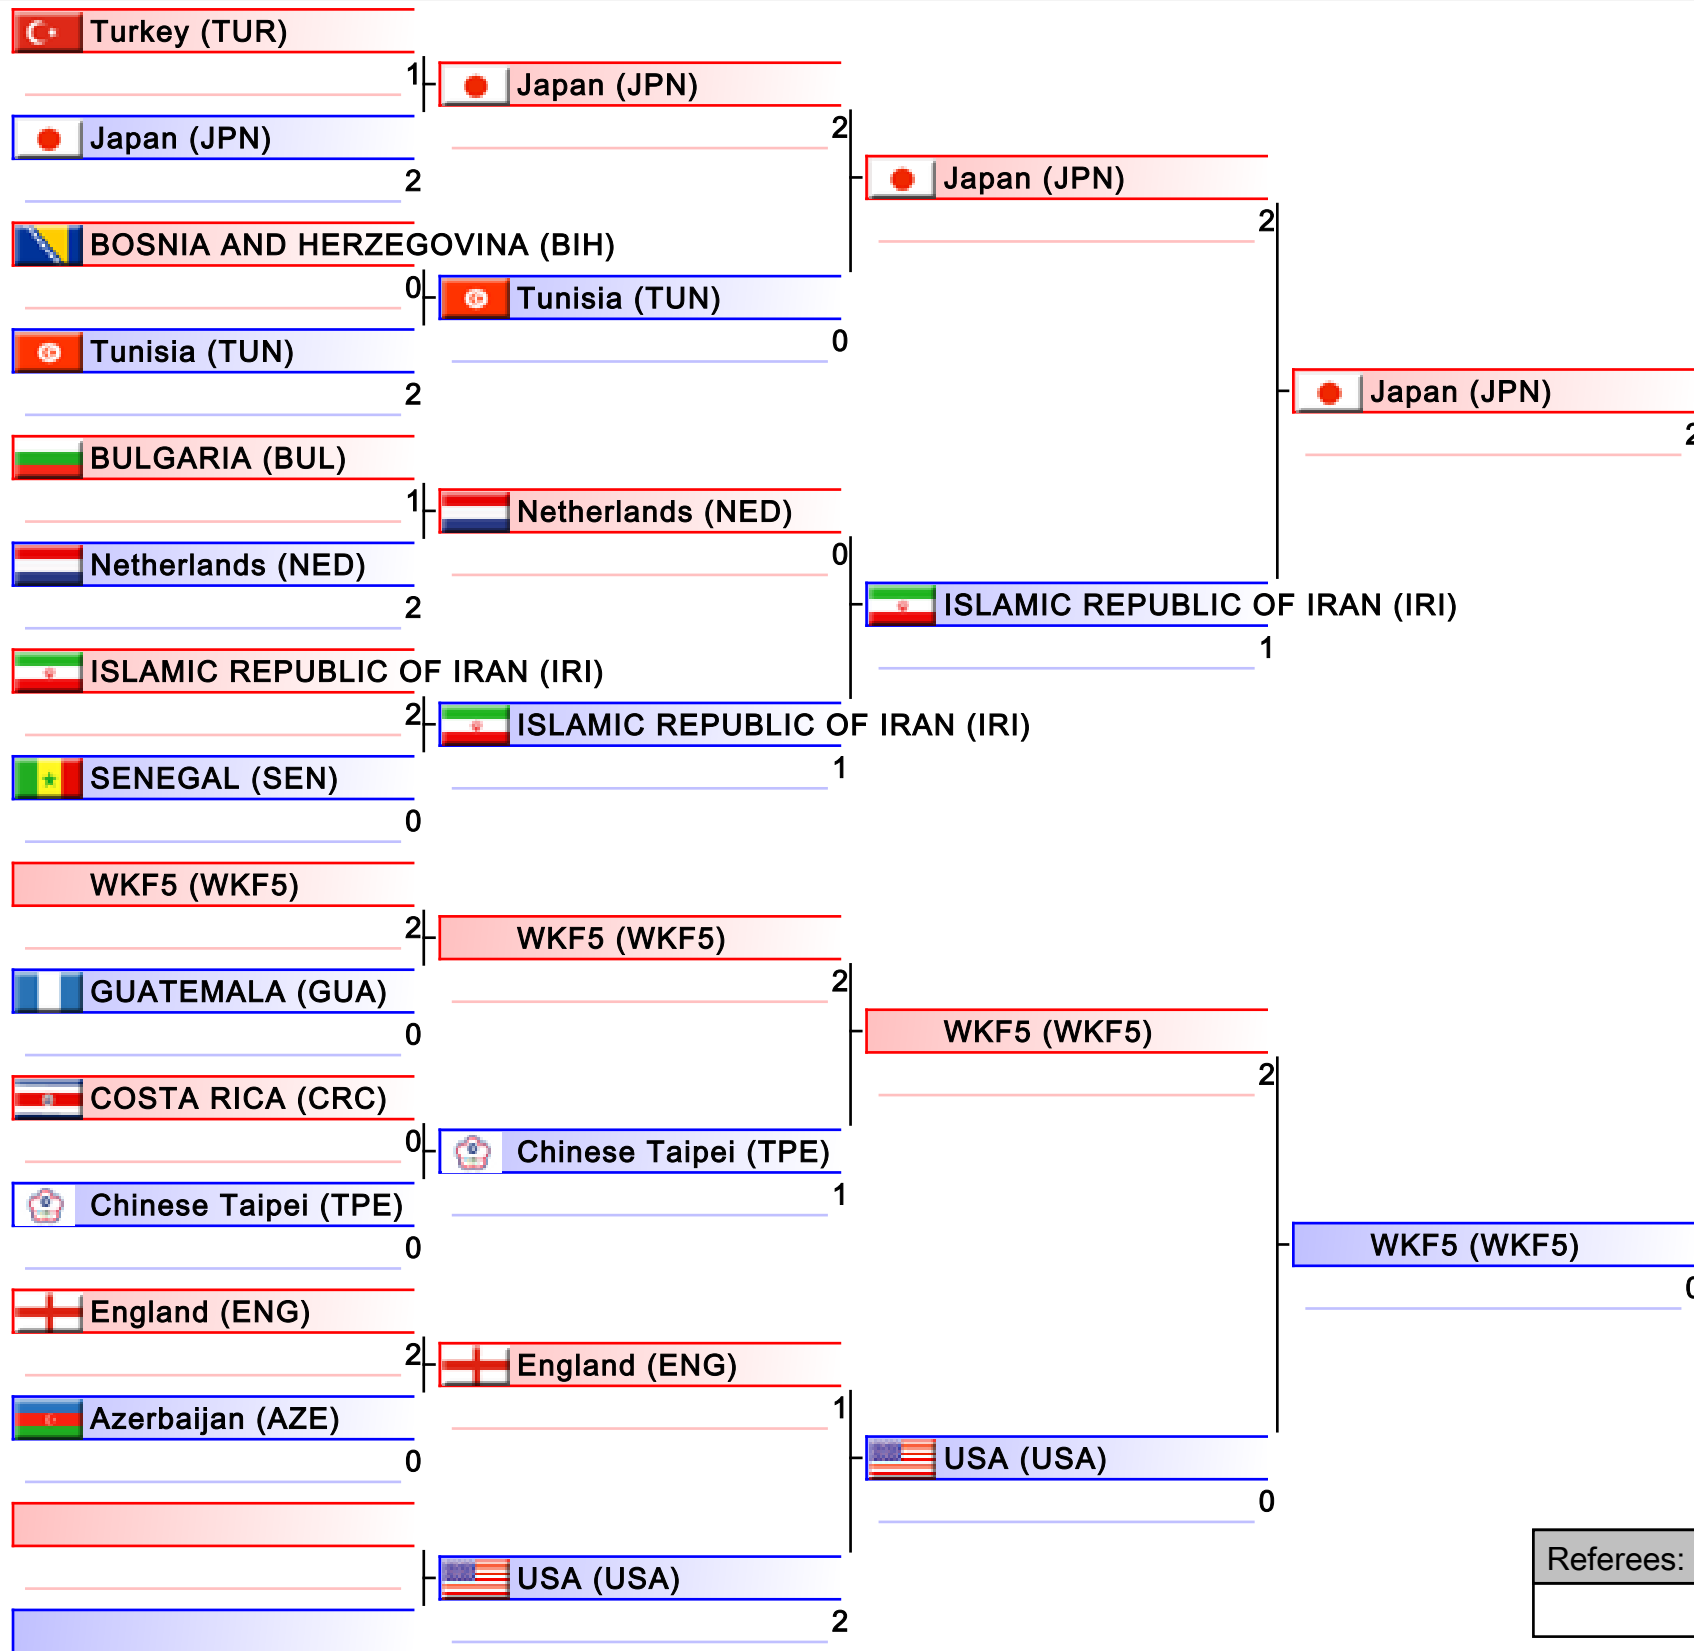 Turkey (TUR)
1
Japan (JPN)
2
BOSNIA AND HERZEGOVINA (BIH)
0
Tunisia (TUN)
2
BULGARIA (BUL)
1
Netherlands (NED)
2
ISLAMIC REPUBLIC OF IRAN (IRI)
2
SENEGAL (SEN)
0
WKF5 (WKF5)
2
GUATEMALA (GUA)
0
COSTA RICA (CRC)
0
Chinese Taipei (TPE)
0
England (ENG)
2
Azerbaijan (AZE)
0
Japan (JPN)
2
Tunisia (TUN)
0
Netherlands (NED)
0
ISLAMIC REPUBLIC OF IRAN (IRI)
1
WKF5 (WKF5)
2
Chinese Taipei (TPE)
1
England (ENG)
1
USA (USA)
2
Japan (JPN)
2
ISLAMIC REPUBLIC OF IRAN (IRI)
1
WKF5 (WKF5)
2
USA (USA)
0
Japan (JPN)
2
WKF5 (WKF5)
0
Referees: